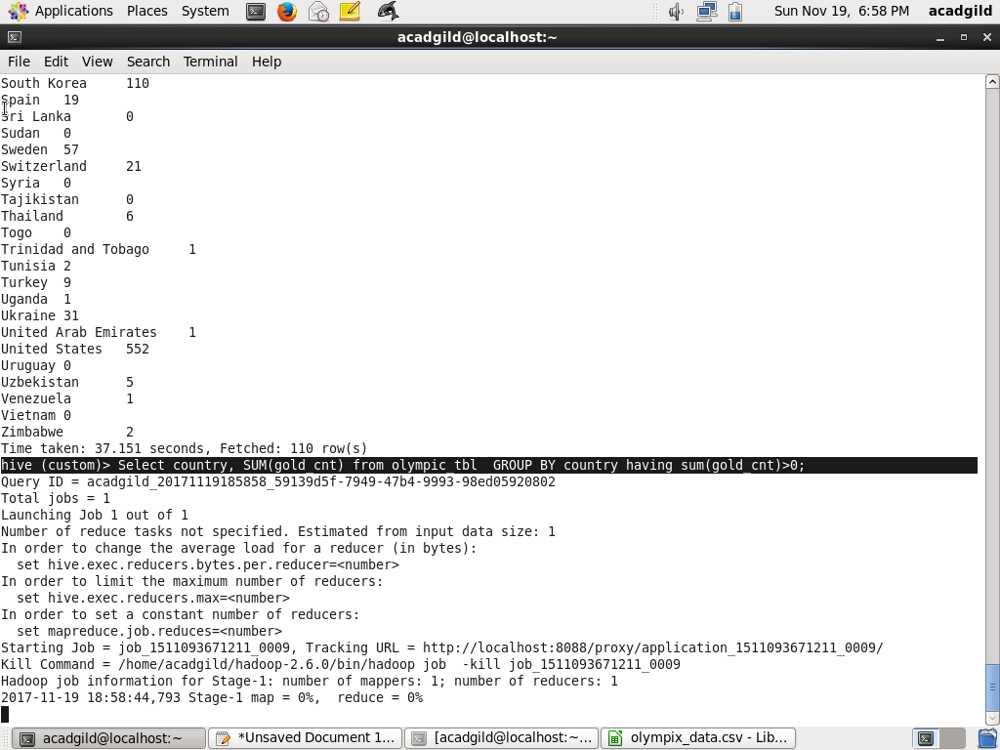 Applications Places System Sun Nov 19, 6:58 PM acadgild
acadgild@localhost:~
File Edit View Search Terminal Help
South Korea 110
Spain 19
Sri Lanka 0
Sudan 0
Sweden 57
Switzerland 21
Syria 0
Tajikistan 0
Thailand 6
Togo 0
Trinidad and Tobago 1
Tunisia 2
Turkey 9
Uganda 1
Ukraine 31
United Arab Emirates 1
United States 552
Uruguay 0
Uzbekistan 5
Venezuela 1
Vietnam 0
Zimbabwe 2
Time taken: 37.151 seconds, Fetched: 110 row(s)
hive (custom)> Select country, SUM(gold_cnt) from olympic_tbl  GROUP BY country having sum(gold_cnt)>0;
Query ID = acadgild_20171119185858_59139d5f-7949-47b4-9993-98ed05920802
Total jobs = 1
Launching Job 1 out of 1
Number of reduce tasks not specified. Estimated from input data size: 1
In order to change the average load for a reducer (in bytes):
  set hive.exec.reducers.bytes.per.reducer=<number>
In order to limit the maximum number of reducers:
  set hive.exec.reducers.max=<number>
In order to set a constant number of reducers:
  set mapreduce.job.reduces=<number>
Starting Job = job_1511093671211_0009, Tracking URL = http://localhost:8088/proxy/application_1511093671211_0009/
Kill Command = /home/acadgild/hadoop-2.6.0/bin/hadoop job  -kill job_1511093671211_0009
Hadoop job information for Stage-1: number of mappers: 1; number of reducers: 1
2017-11-19 18:58:44,793 Stage-1 map = 0%,  reduce = 0%
acadgild@localhost:~ *Unsaved Document 1... [acadgild@localhost:~... olympix_data.csv - Lib...